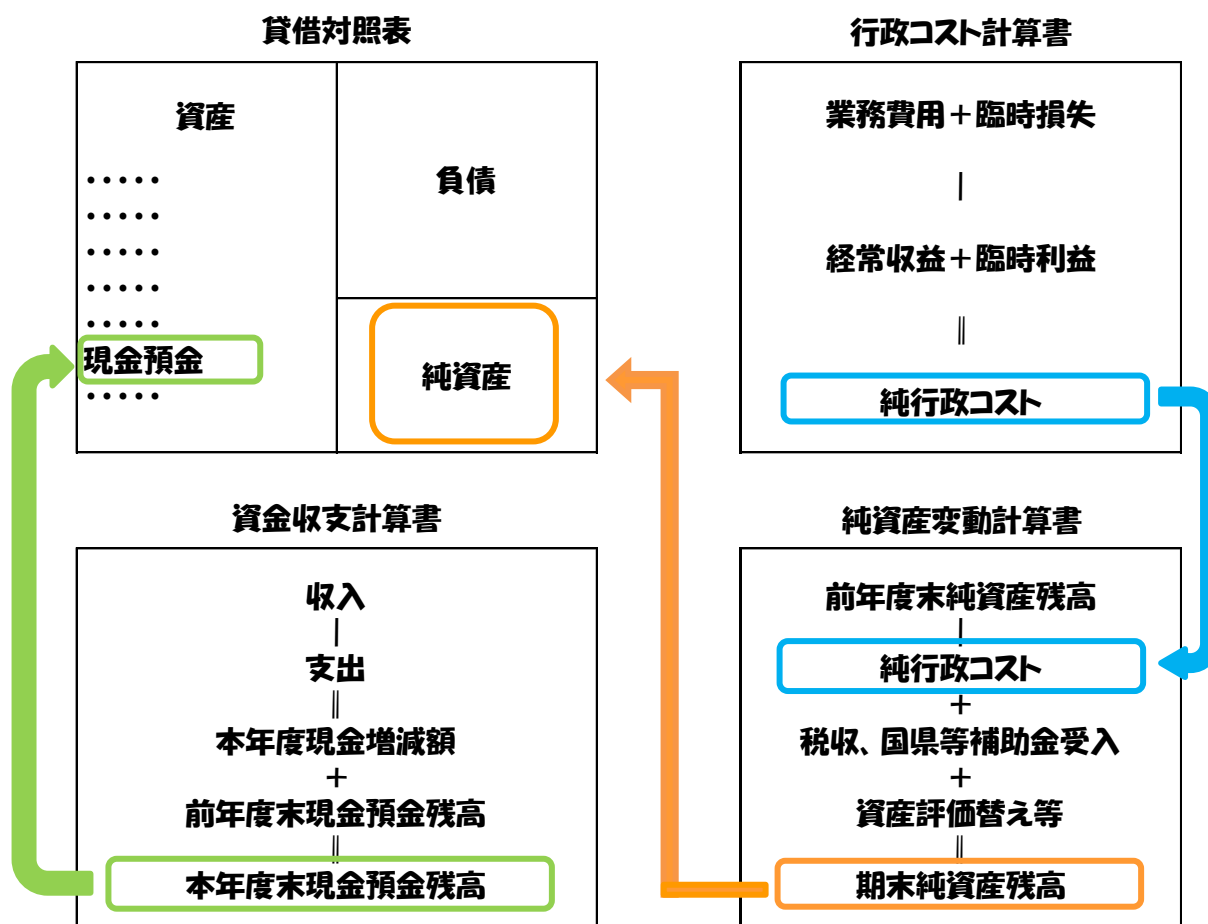 貸借対照表
資産
・・・・・
・・・・・
・・・・・
・・・・・
・・・・・
現金預金
・・・・・
負債
純資産
行政コスト計算書
業務費用＋臨時損失
｜
経常収益＋臨時利益
∥
純行政コスト
資金収支計算書
収入
｜
支出
∥
本年度現金増減額
＋
前年度末現金預金残高
∥
本年度末現金預金残高
純資産変動計算書
前年度末純資産残高
｜
純行政コスト
＋
税収、国県等補助金受入
＋
資産評価替え等
∥
期末純資産残高